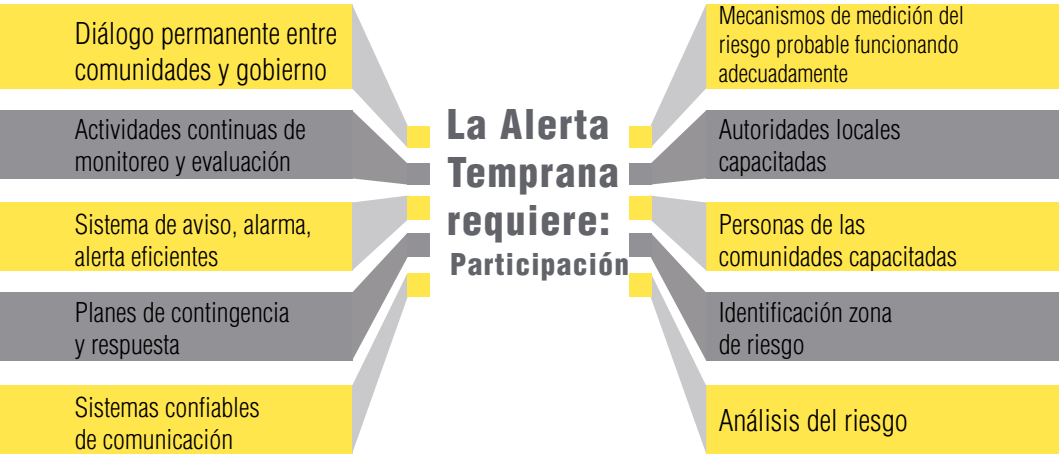 Diálogo permanente entre
comunidades y gobierno
Actividades continuas de
monitoreo y evaluación
Sistema de aviso, alarma,
alerta eficientes
Planes de contingencia
y respuesta
Sistemas confiables
de comunicación
La Alerta
Temprana
requiere:
Participación
Mecanismos de medición del
riesgo probable funcionando
adecuadamente
Autoridades locales
capacitadas
Personas de las
comunidades capacitadas
Identificación zona
de riesgo
Análisis del riesgo